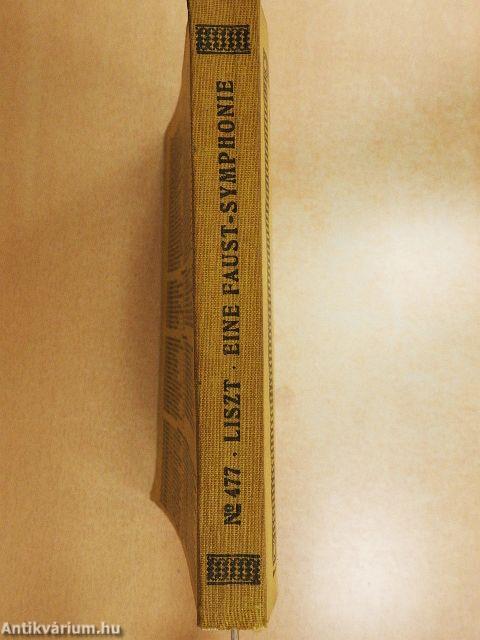 Nº 477 · LISZT · EINE FAUST-SYMPHONIE
Antikvárium.hu